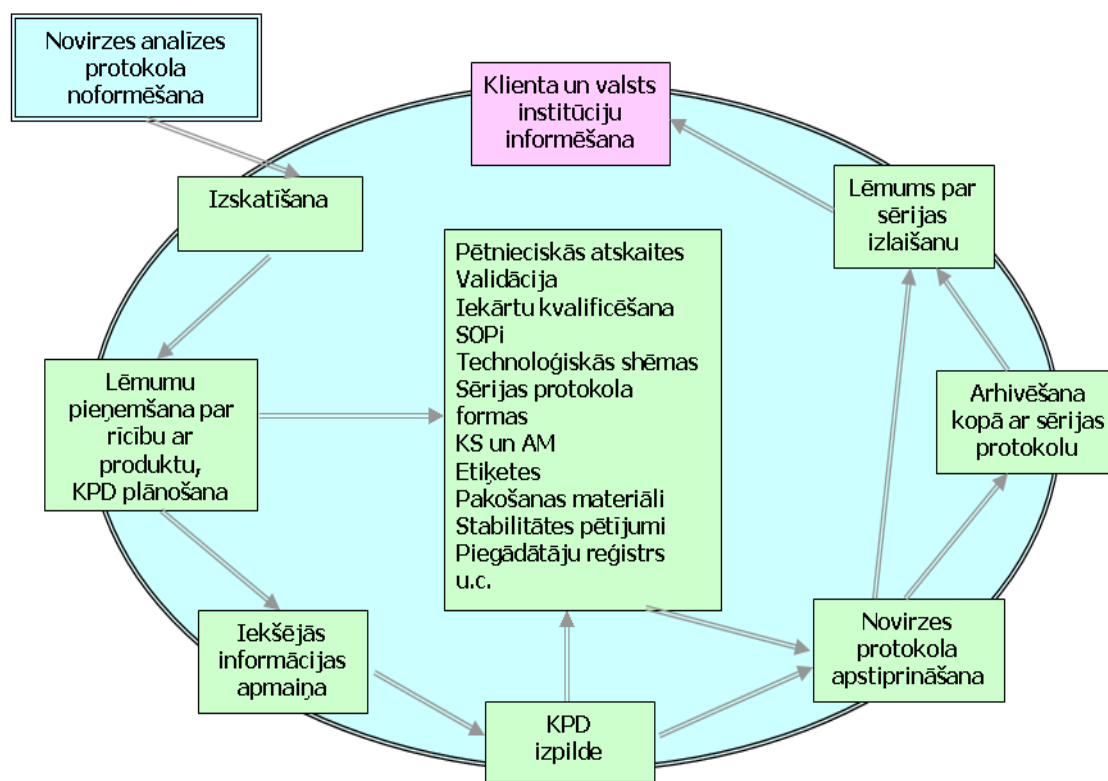 Novirzes analīzes
protokola
noformēšana
Klienta un valsts
institūciju
informēšana
Izskatīšana
Lēmums par
sērijas
izlaišanu
Pētnieciskās atskaites
Validācija
Iekārtu kvalificēšana
SOPi
Technoloģiskās shēmas
Sērijas protokola
formas
KS un AM
Etiķetes
Pakošanas materiāli
Stabilitātes pētījumi
Piegādātāju reģistrs
u.c.
Lēmumu
pieņemšana par
rīcību ar
produktu,
KPD plānošana
Arhivēšana
kopā ar sērijas
protokolu
Iekšējās
informācijas
apmaiņa
Novirzes
protokola
apstiprināšana
KPD
izpilde